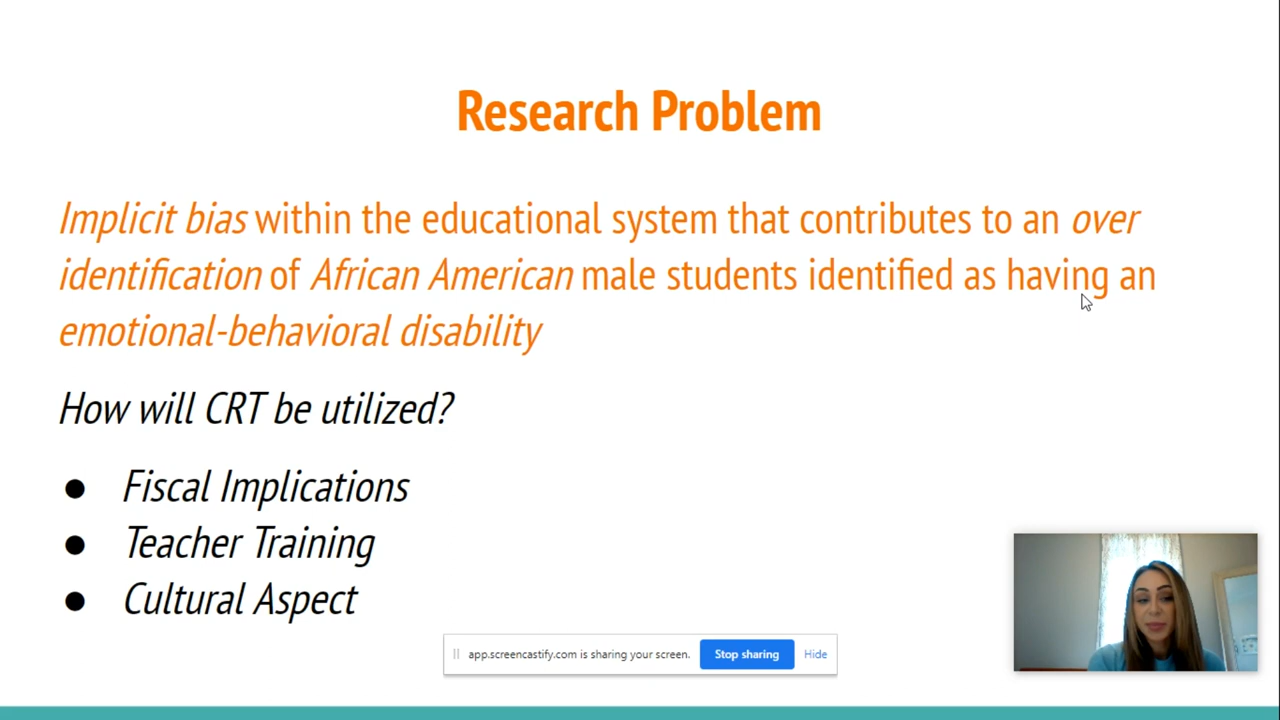 Research Problem
Implicit bias within the educational system that contributes to an over
identification of African American male students identified as having an
emotional-behavioral disability
How will CRT be utilized?
● Fiscal Implications
● Teacher Training
● Cultural Aspect
app.screencastify.com is sharing your screen. Stop sharing Hide